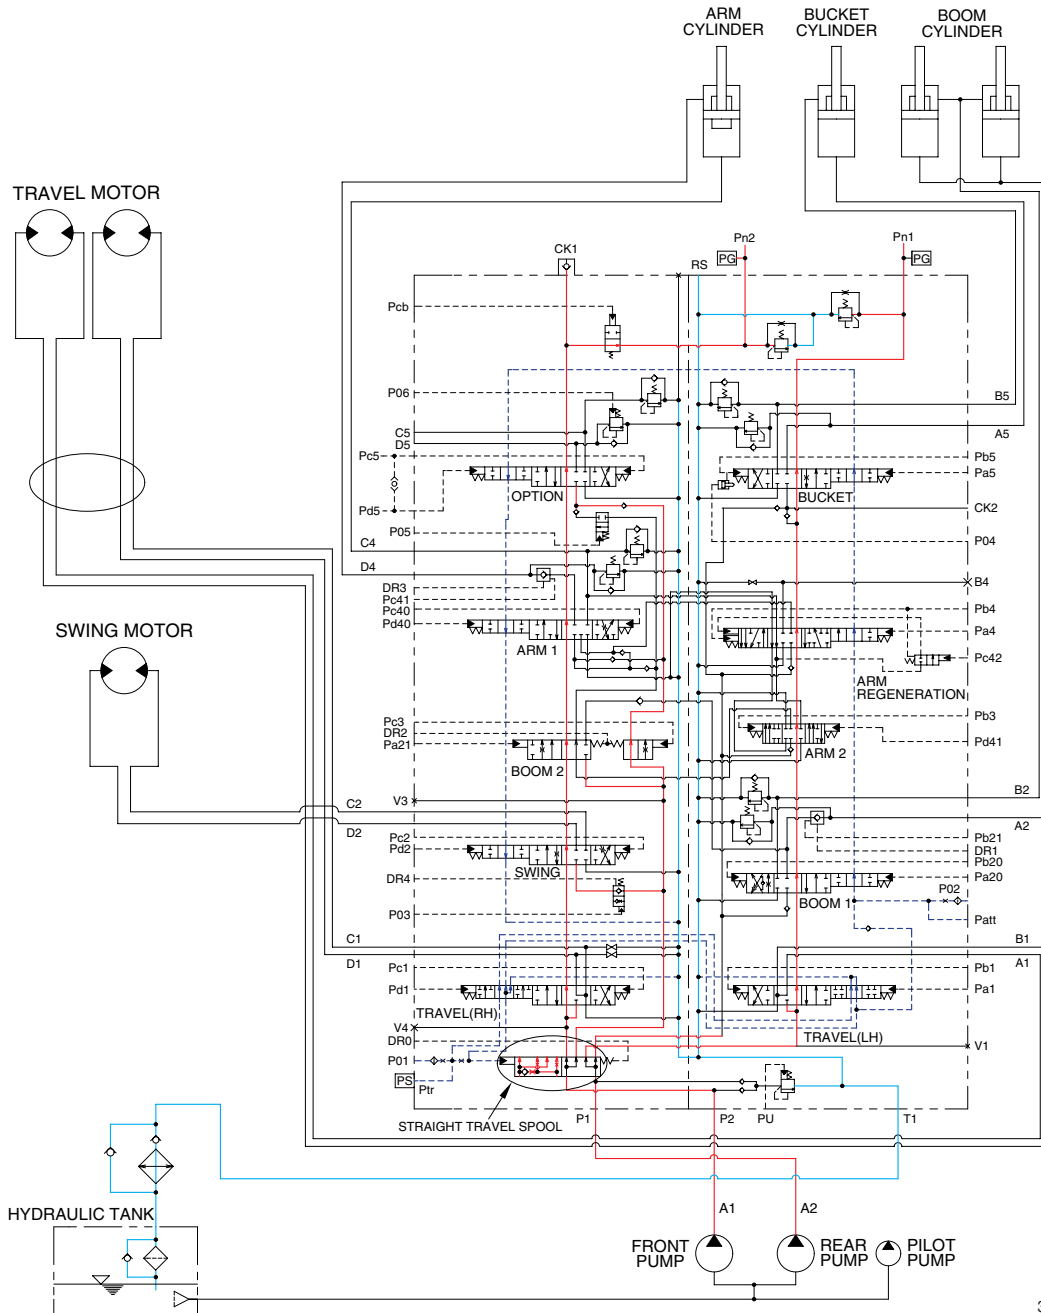 ARM
CYLINDER
BUCKET
CYLINDER
BOOM
CYLINDER
TRAVEL MOTOR
CK1
RS
Pn2
PG
Pn1
PG
Pcb
P06
C5
D5
Pc5
Pd5
OPTION
P05
C4
D4
DR3
Pc41
Pc40
Pd40
ARM 1
B5
A5
Pb5
Pa5
BUCKET
CK2
P04
B4
Pb4
Pa4
Pc42
ARM
REGENERATION
SWING MOTOR
Pc3
DR2
Pa21
BOOM 2
Pb3
Pd41
ARM 2
C2
V3
D2
Pc2
Pd2
SWING
DR4
P03
B2
A2
Pb21
DR1
Pb20
Pa20
BOOM 1
P02
Patt
C1
D1
Pc1
Pd1
TRAVEL(RH)
V4
DR0
P01
PS
Ptr
STRAIGHT TRAVEL SPOOL
B1
A1
Pb1
Pa1
TRAVEL(LH)
V1
P1
P2
PU
T1
HYDRAULIC TANK
A1
A2
FRONT
PUMP
REAR
PUMP
PILOT
PUMP